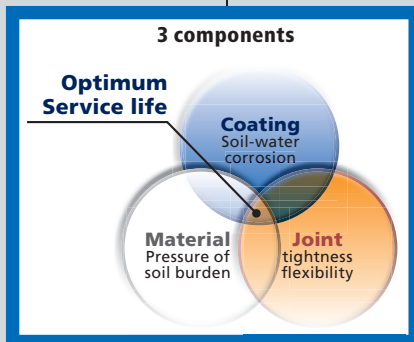 3 components
Optimum
Service life
Coating
Soil-water
corrosion
Material
Pressure of
soil burden
Joint
tightness
flexibility